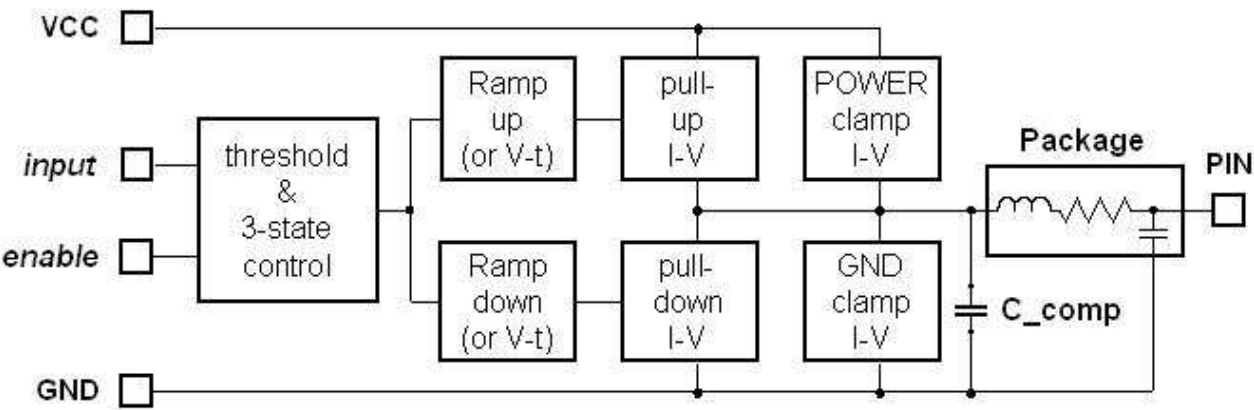 VCC
input
enable
GND
threshold
&
3-state
control
Ramp
up
(or V-t)
Ramp
down
(or V-t)
pull-
up
I-V
pull-
down
I-V
POWER
clamp
I-V
GND
clamp
I-V
C_comp
Package
PIN